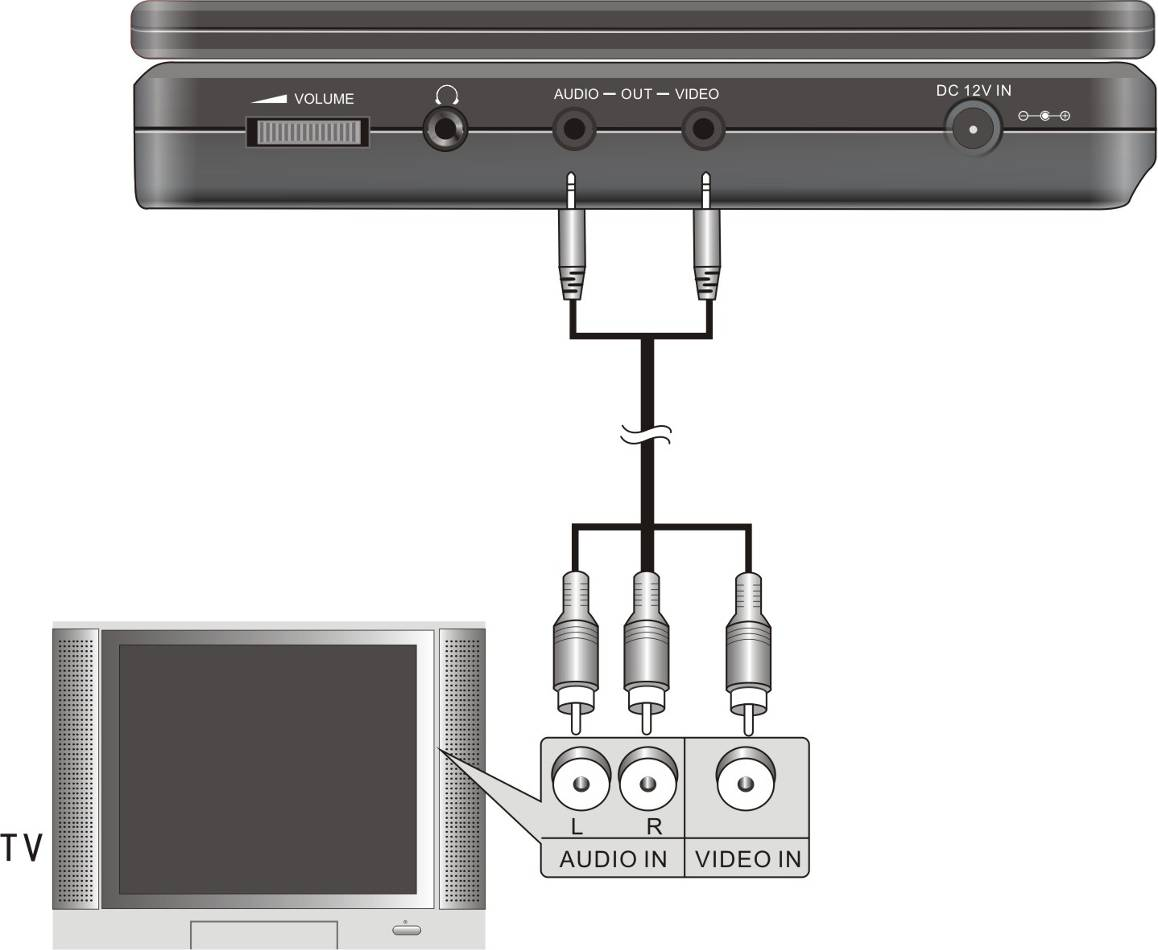 VOLUME
AUDIO — OUT — VIDEO
DC 12V IN
TV
L R
AUDIO IN VIDEO IN